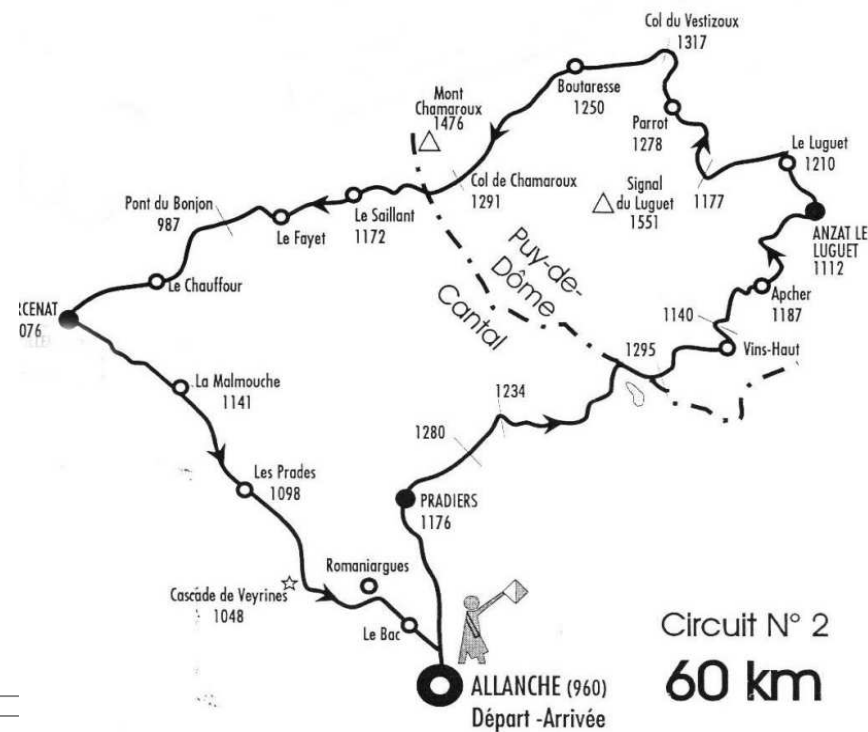 Col du Vestizoux
1317
Boutaresse
1250
Mont
Chamaroux
1476
Parrot
1278
Le Luguet
1210
Col de Chamaroux
1291
Signal
du Luguet
1551
1177
Pont du Bonjon
987
Le Saillant
1172
Le Fayet
ANZAT LE
LUGUET
1112
Puy-de-
Dôme
Le Chauffour
Cantal
Apcher
1187
RCENAT
076
1140
Vins-Haut
1295
La Malmouche
1141
1234
1280
Les Prades
1098
PRADIERS
1176
Romaniargues
Cascade de Veyrines
1048
Le Bac
Circuit N° 2
60 km
ALLANCHE (960)
Départ -Arrivée